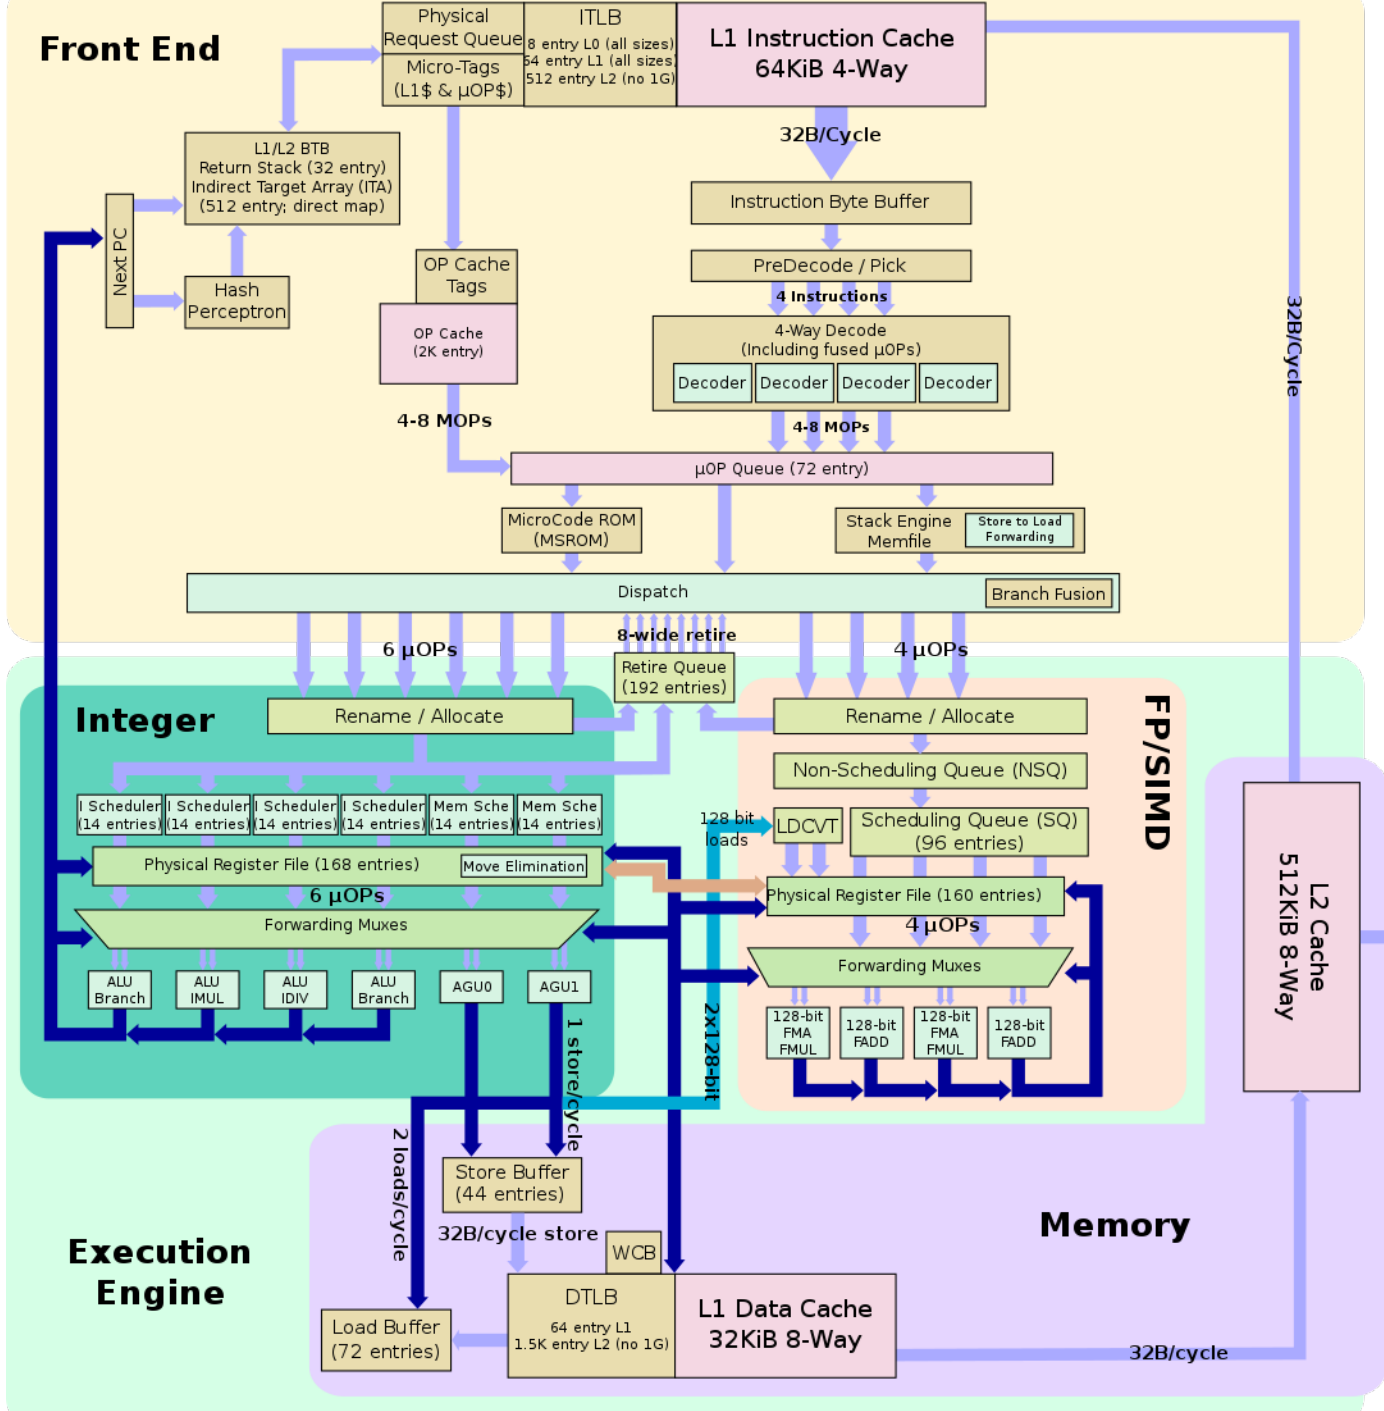 Front End
Physical
Request Queue
Micro-Tags
(L1$ & µOP$)
ITLB
8 entry L0 (all sizes)
64 entry L1 (all sizes)
512 entry L2 (no 1G)
L1 Instruction Cache
64KiB 4-Way
32B/Cycle
L1/L2 BTB
Return Stack (32 entry)
Indirect Target Array (ITA)
(512 entry; direct map)
Next PC
Hash
Perceptron
OP Cache
Tags
OP Cache
(2K entry)
4-8 MOPs
Instruction Byte Buffer
PreDecode / Pick
4 Instructions
4-Way Decode
(Including fused µOPs)
Decoder
Decoder
Decoder
Decoder
4-8 MOPs
32B/Cycle
µOP Queue (72 entry)
MicroCode ROM
(MSROM)
Stack Engine
Memfile
Store to Load
Forwarding
Dispatch
Branch Fusion
6 µOPs
8-wide retire
4 µOPs
Retire Queue
(192 entries)
Integer
Rename / Allocate
I Scheduler
(14 entries)
I Scheduler
(14 entries)
I Scheduler
(14 entries)
I Scheduler
(14 entries)
Mem Sche
(14 entries)
Mem Sche
(14 entries)
Physical Register File (168 entries)
Move Elimination
6 µOPs
Forwarding Muxes
ALU
Branch
ALU
IMUL
ALU
IDIV
ALU
Branch
AGU0
AGU1
FP/SIMD
Rename / Allocate
Non-Scheduling Queue (NSQ)
128 bit
loads
LDCVT
Scheduling Queue (SQ)
(96 entries)
Physical Register File (160 entries)
4 µOPs
Forwarding Muxes
128-bit
FMA
FMUL
128-bit
FADD
128-bit
FMA
FMUL
128-bit
FADD
2x128-bit
1 store/cycle
2 loads/cycle
L2 Cache
512KiB 8-Way
Execution
Engine
Memory
Store Buffer
(44 entries)
32B/cycle store
WCB
DTLB
64 entry L1
1.5K entry L2 (no 1G)
L1 Data Cache
32KiB 8-Way
Load Buffer
(72 entries)
32B/cycle